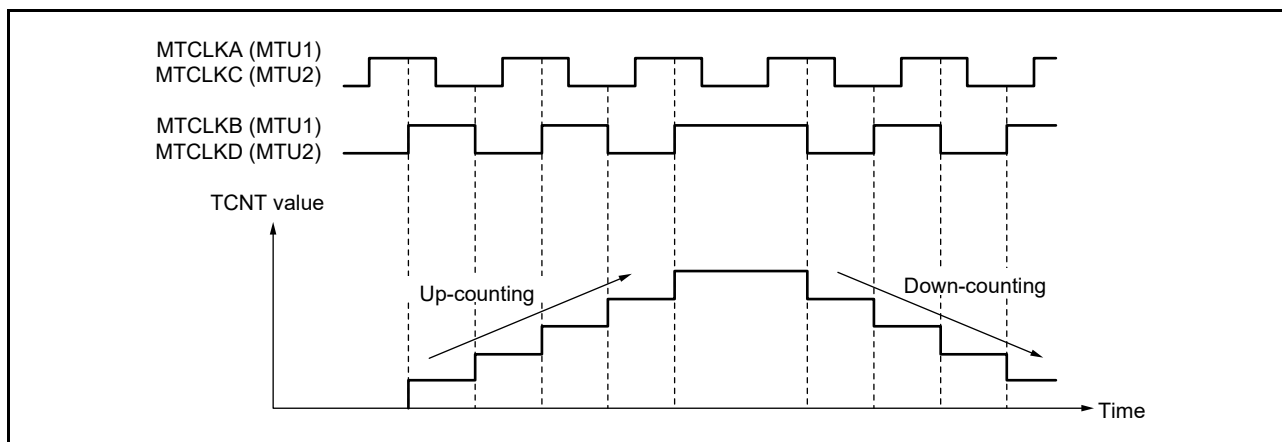 MTCLKA (MTU1)
MTCLKC (MTU2)
MTCLKB (MTU1)
MTCLKD (MTU2)
TCNT value
Up-counting
Down-counting
Time